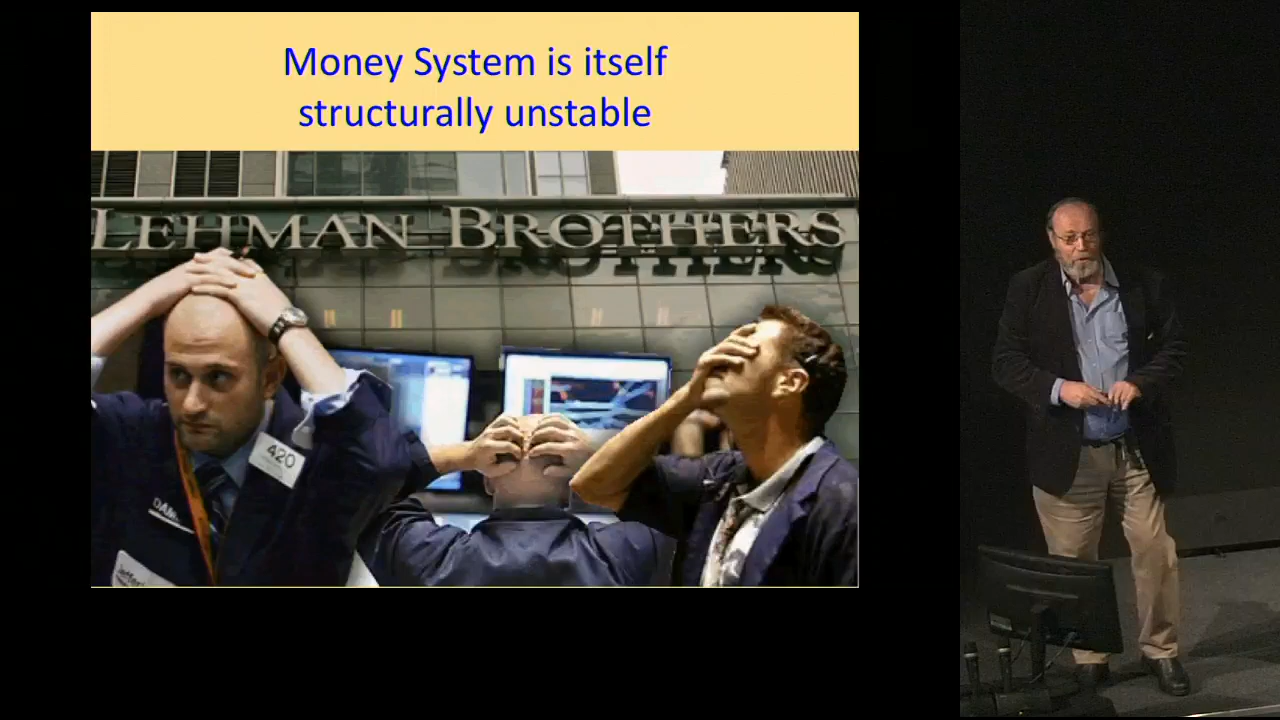 Money System is itself
structurally unstable
LEHMAN BROTHERS
420